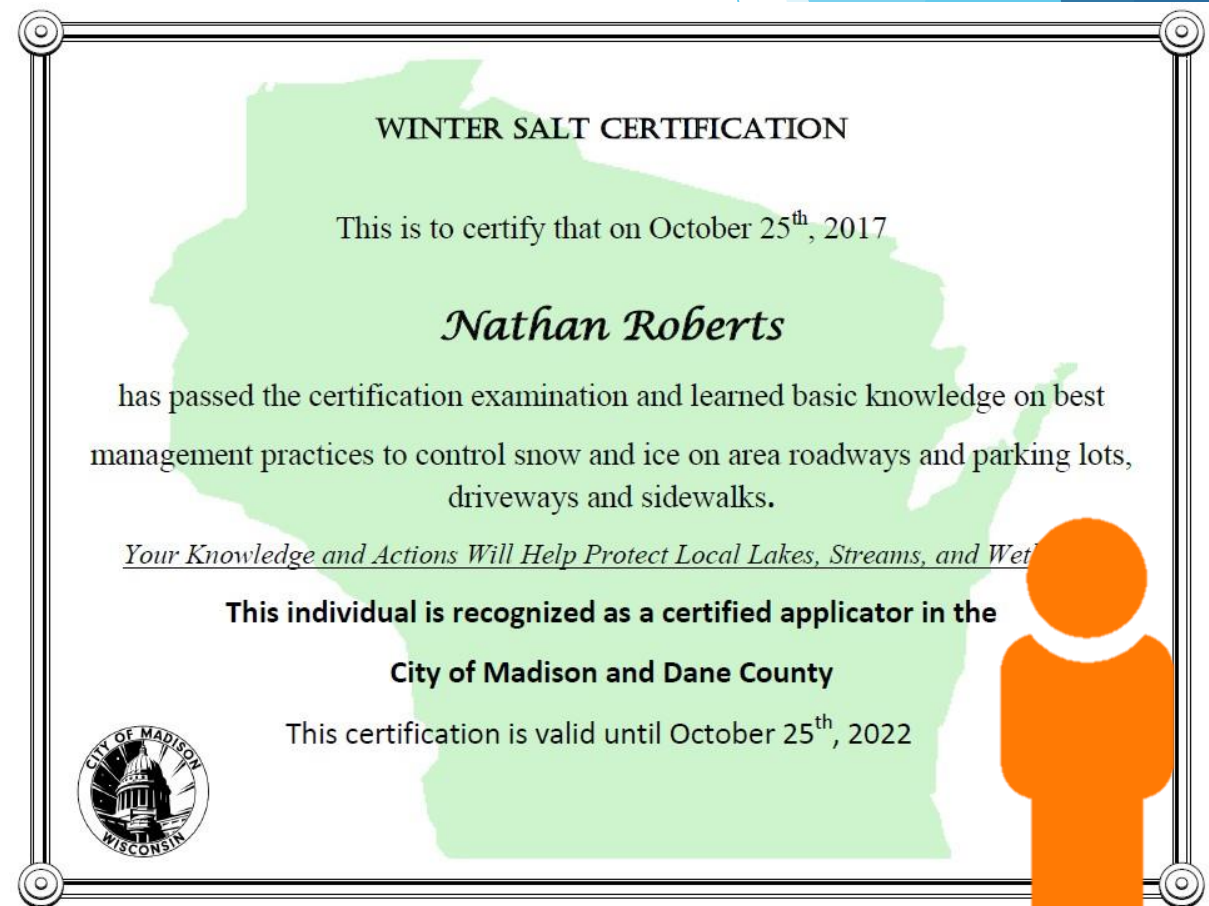 WINTER SALT CERTIFICATION
This is to certify that on October 25th, 2017
Nathan Roberts
has passed the certification examination and learned basic knowledge on best
management practices to control snow and ice on area roadways and parking lots,
driveways and sidewalks.
Your Knowledge and Actions Will Help Protect Local Lakes, Streams, and
This individual is recognized as a certified applicator in the
City of Madison and Dane County
This certification is valid until October 25th, 2022
CITY OF MADISON
WISCONSIN